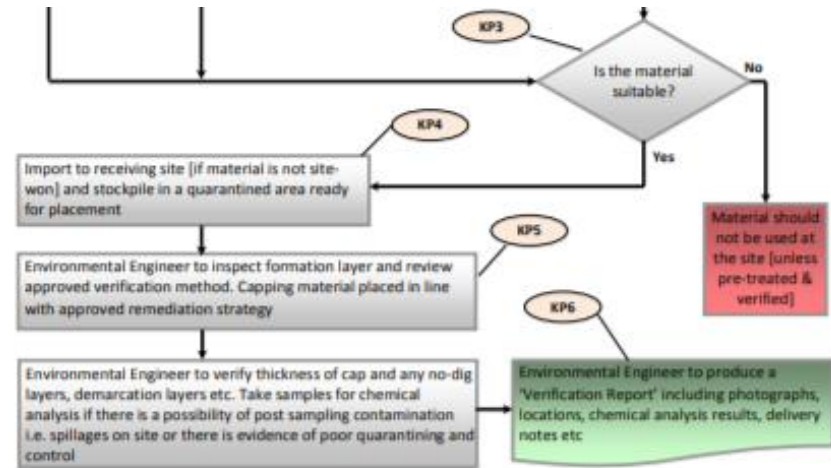 KP3
Is the material
suitable?
No
Yes
KP4
Import to receiving site [if material is not site-
won] and stockpile in a quarantined area ready
for placement
Material should
not be used at
the site [unless
pre-treated &
verified]
KP5
Environmental Engineer to inspect formation layer and review
approved verification method. Capping material placed in line
with approved remediation strategy
KP6
Environmental Engineer to verify thickness of cap and any no-dig
layers, demarcation layers etc. Take samples for chemical
analysis if there is a possibility of post sampling contamination
i.e. spillages on site or there is evidence of poor quarantining and
control
Environmental Engineer to produce a
'Verification Report' including photographs,
locations, chemical analysis results, delivery
notes etc